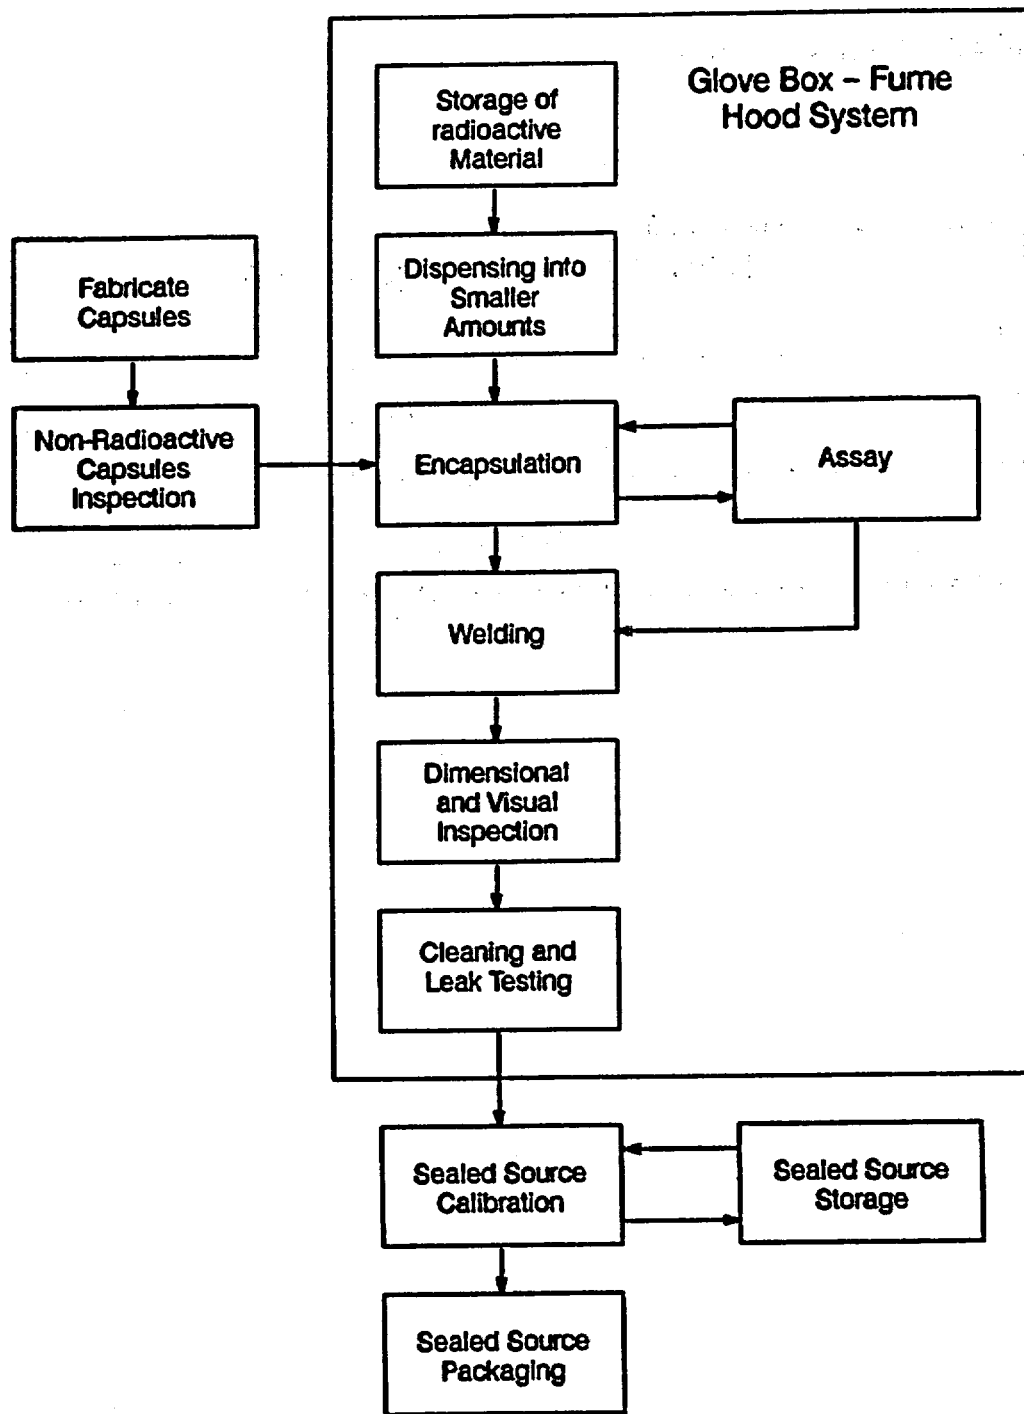 Glove Box – Fume
Hood System
Storage of
radioactive
Material
Dispensing into
Smaller
Amounts
Fabricate
Capsules
Non-Radioactive
Capsules
Inspection
Encapsulation
Assay
Welding
Dimensional
and Visual
Inspection
Cleaning and
Leak Testing
Sealed Source
Calibration
Sealed Source
Storage
Sealed Source
Packaging